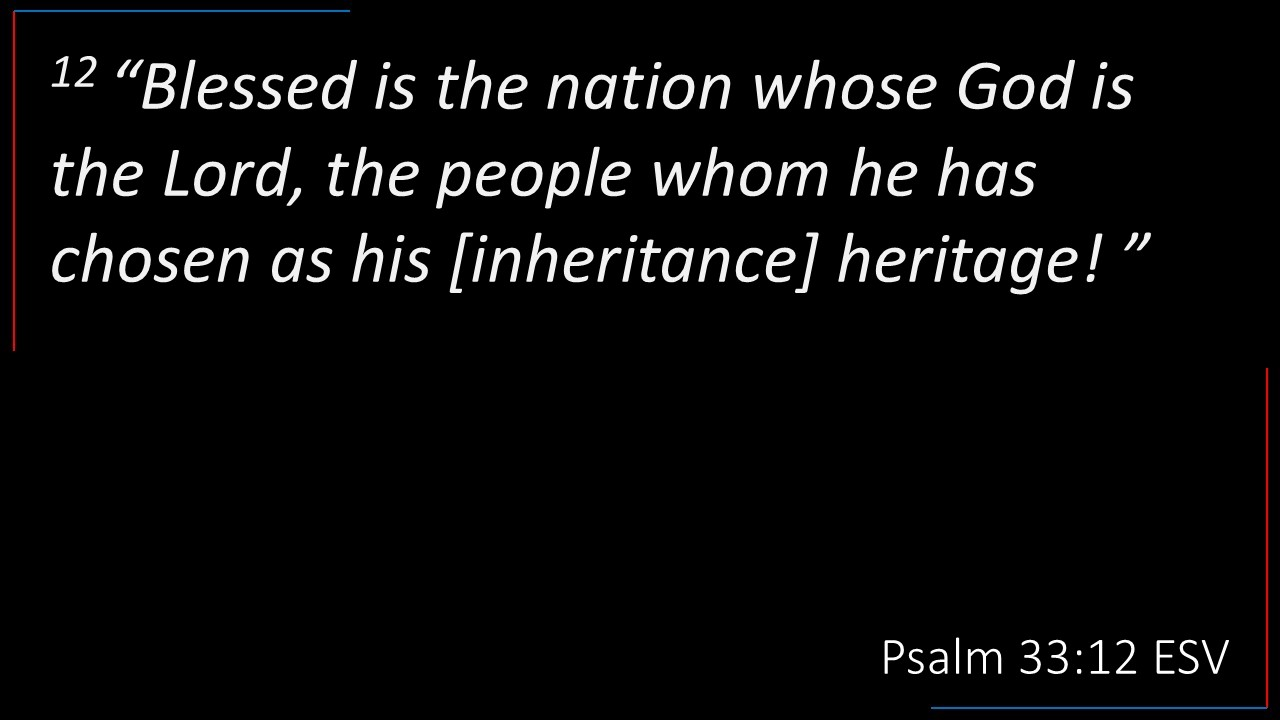 12 “Blessed is the nation whose God is
the Lord, the people whom he has
chosen as his [inheritance] heritage! ”
Psalm 33:12 ESV